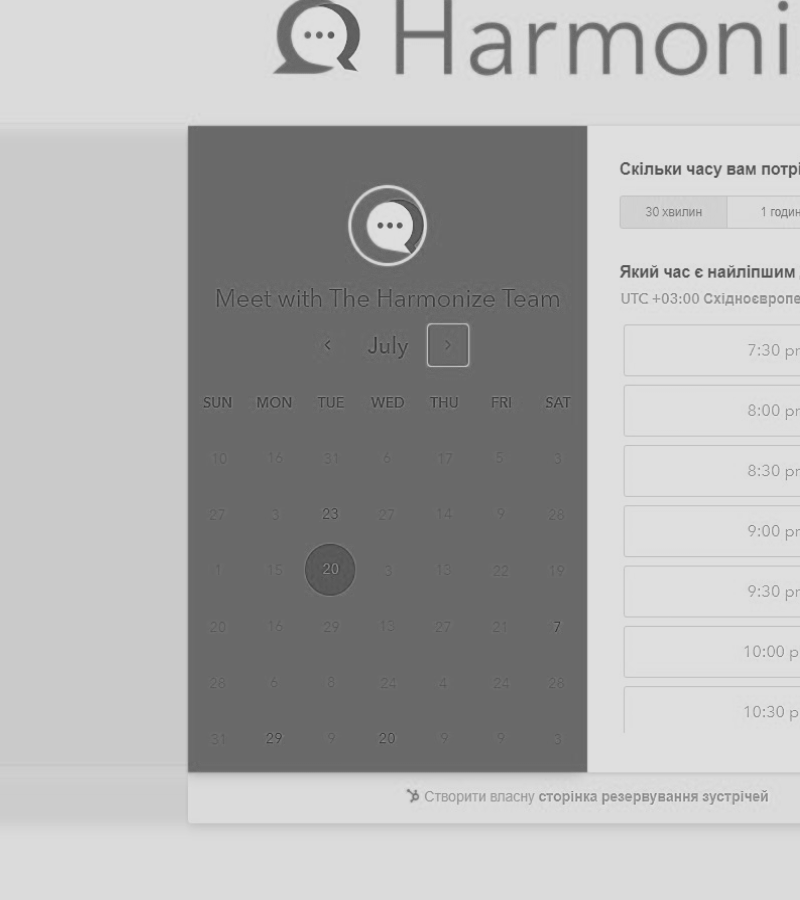 Harmoni
Meet with The Harmonize Team
July
SUN MON TUE WED THU FRI SAT
10 16 31 6 17 5 3
27 3 23 27 14 9 28
1 15 20 3 13 22 19
20 16 29 13 27 21 7
26 6 8 24 4 24 26
31 29 9 20 9 9 3
Скільки часу вам потрі
30 хвилин 1 годин
Який час є найліпшим
UTC +03:00 Східноєвропе
7:30 pr
8:00 pr
8:30 pr
9:00 pr
9:30 pr
10:00 p
10:30 p
Створити власну сторінка резервування зустрічей